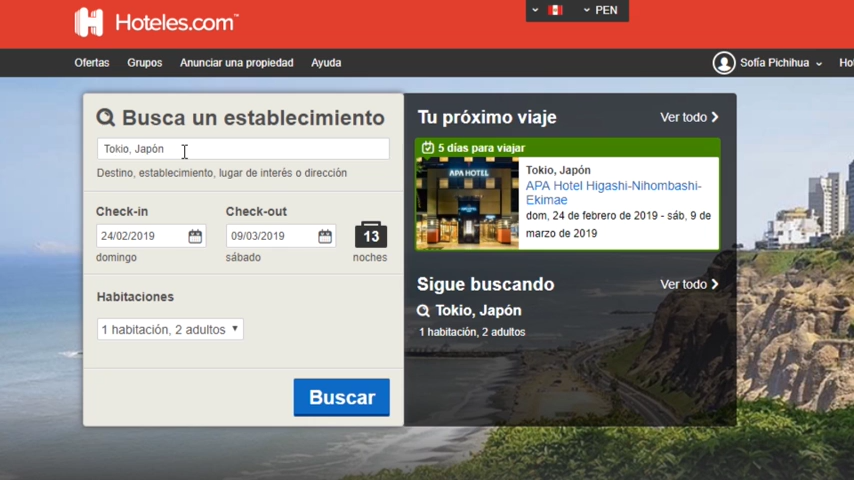 Hoteles.com™
PEN
Ofertas Grupos Anunciar una propiedad Ayuda Sofía Pichihua Ho
Busca un establecimiento
Tokio, Japón
Destino, establecimiento, lugar de interés o dirección
Check-in Check-out
24/02/2019 09/03/2019 13
domingo sábado noches
Habitaciones
1 habitación, 2 adultos
Buscar
Tu próximo viaje Ver todo
5 días para viajar
APA HOTEL
Tokio, Japón
APA Hotel Higashi-Nihombashi-
Ekimae
dom, 24 de febrero de 2019 - sáb, 9 de
marzo de 2019
Sigue buscando Ver todo
Tokio, Japón
1 habitación, 2 adultos